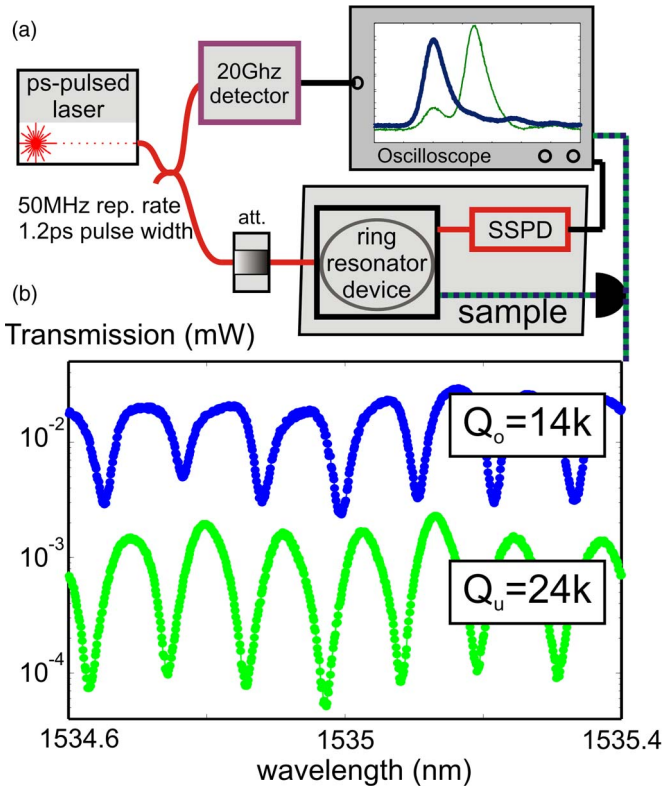 (a)
ps-pulsed
laser
20Ghz
detector
Oscilloscope
50MHz rep. rate
1.2ps pulse width
att.
ring
resonator
device
SSPD
sample
(b)
Transmission (mW)
10⁻²
Qₒ=14k
10⁻³
Qᵤ=24k
10⁻⁴
1534.6
1535
1535.4
wavelength (nm)